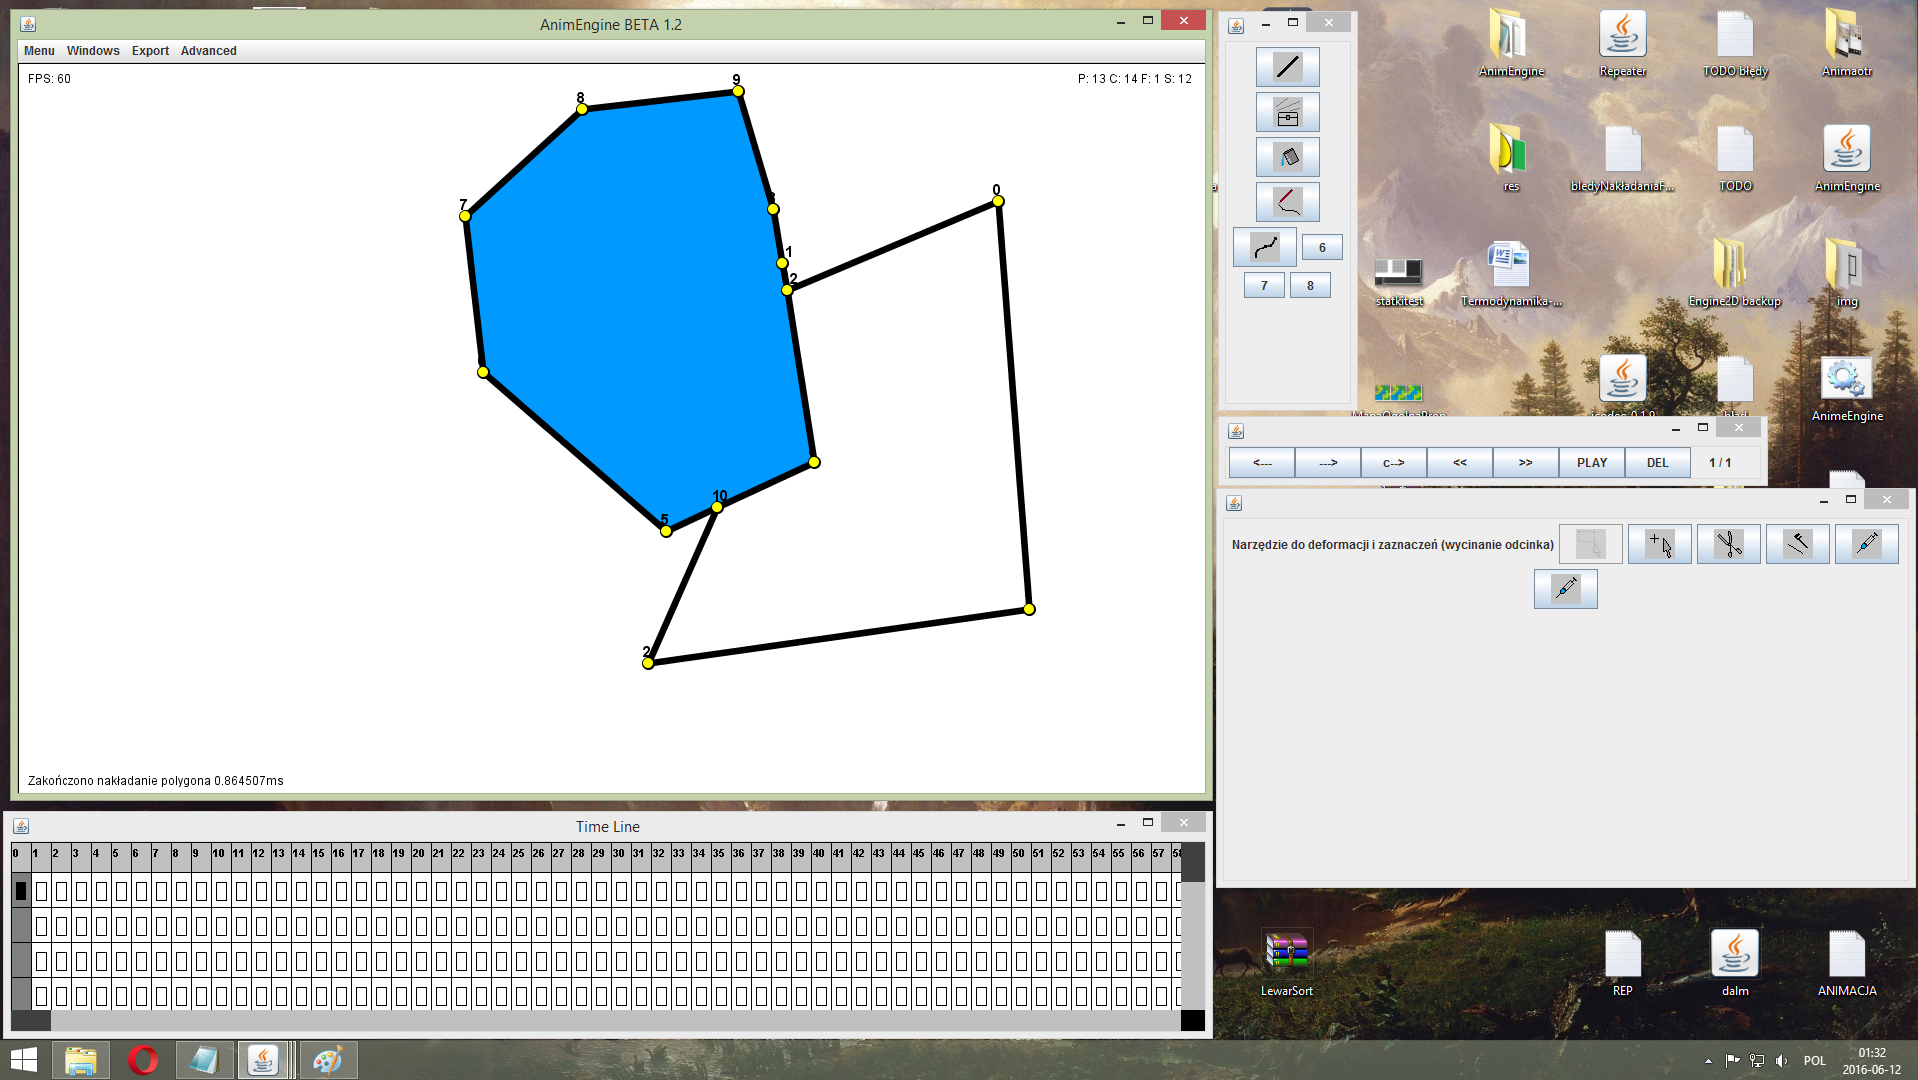 AnimEngine BETA 1.2
Menu Windows Export Advanced
FPS: 60
P: 13 C: 14 F: 1 S: 12
9
8
7
0
1
2
10
5
2
Zakończono nakładanie polygona 0.864507ms
Time Line
0 1 2 3 4 5 6 7 8 9 10 11 12 13 14 15 16 17 18 19 20 21 22 23 24 25 26 27 28 29 30 31 32 33 34 35 36 37 38 39 40 41 42 43 44 45 46 47 48 49 50 51 52 53 54 55 56 57 58
6
7 8
<--- ---> c--> << >> PLAY DEL 1 / 1
Narzędzie do deformacji i zaznaczeń (wycinanie odcinka)
AnimEngine
Repeater
TODO błędy
Animaotr
res
bledyNakładaniaF...
TODO
AnimEngine
statkitest
Termodynamika-...
Engine2D backup
img
AnimeEngine
LewarSort
REP
dalm
ANIMACJA
POL
01:32
2016-06-12